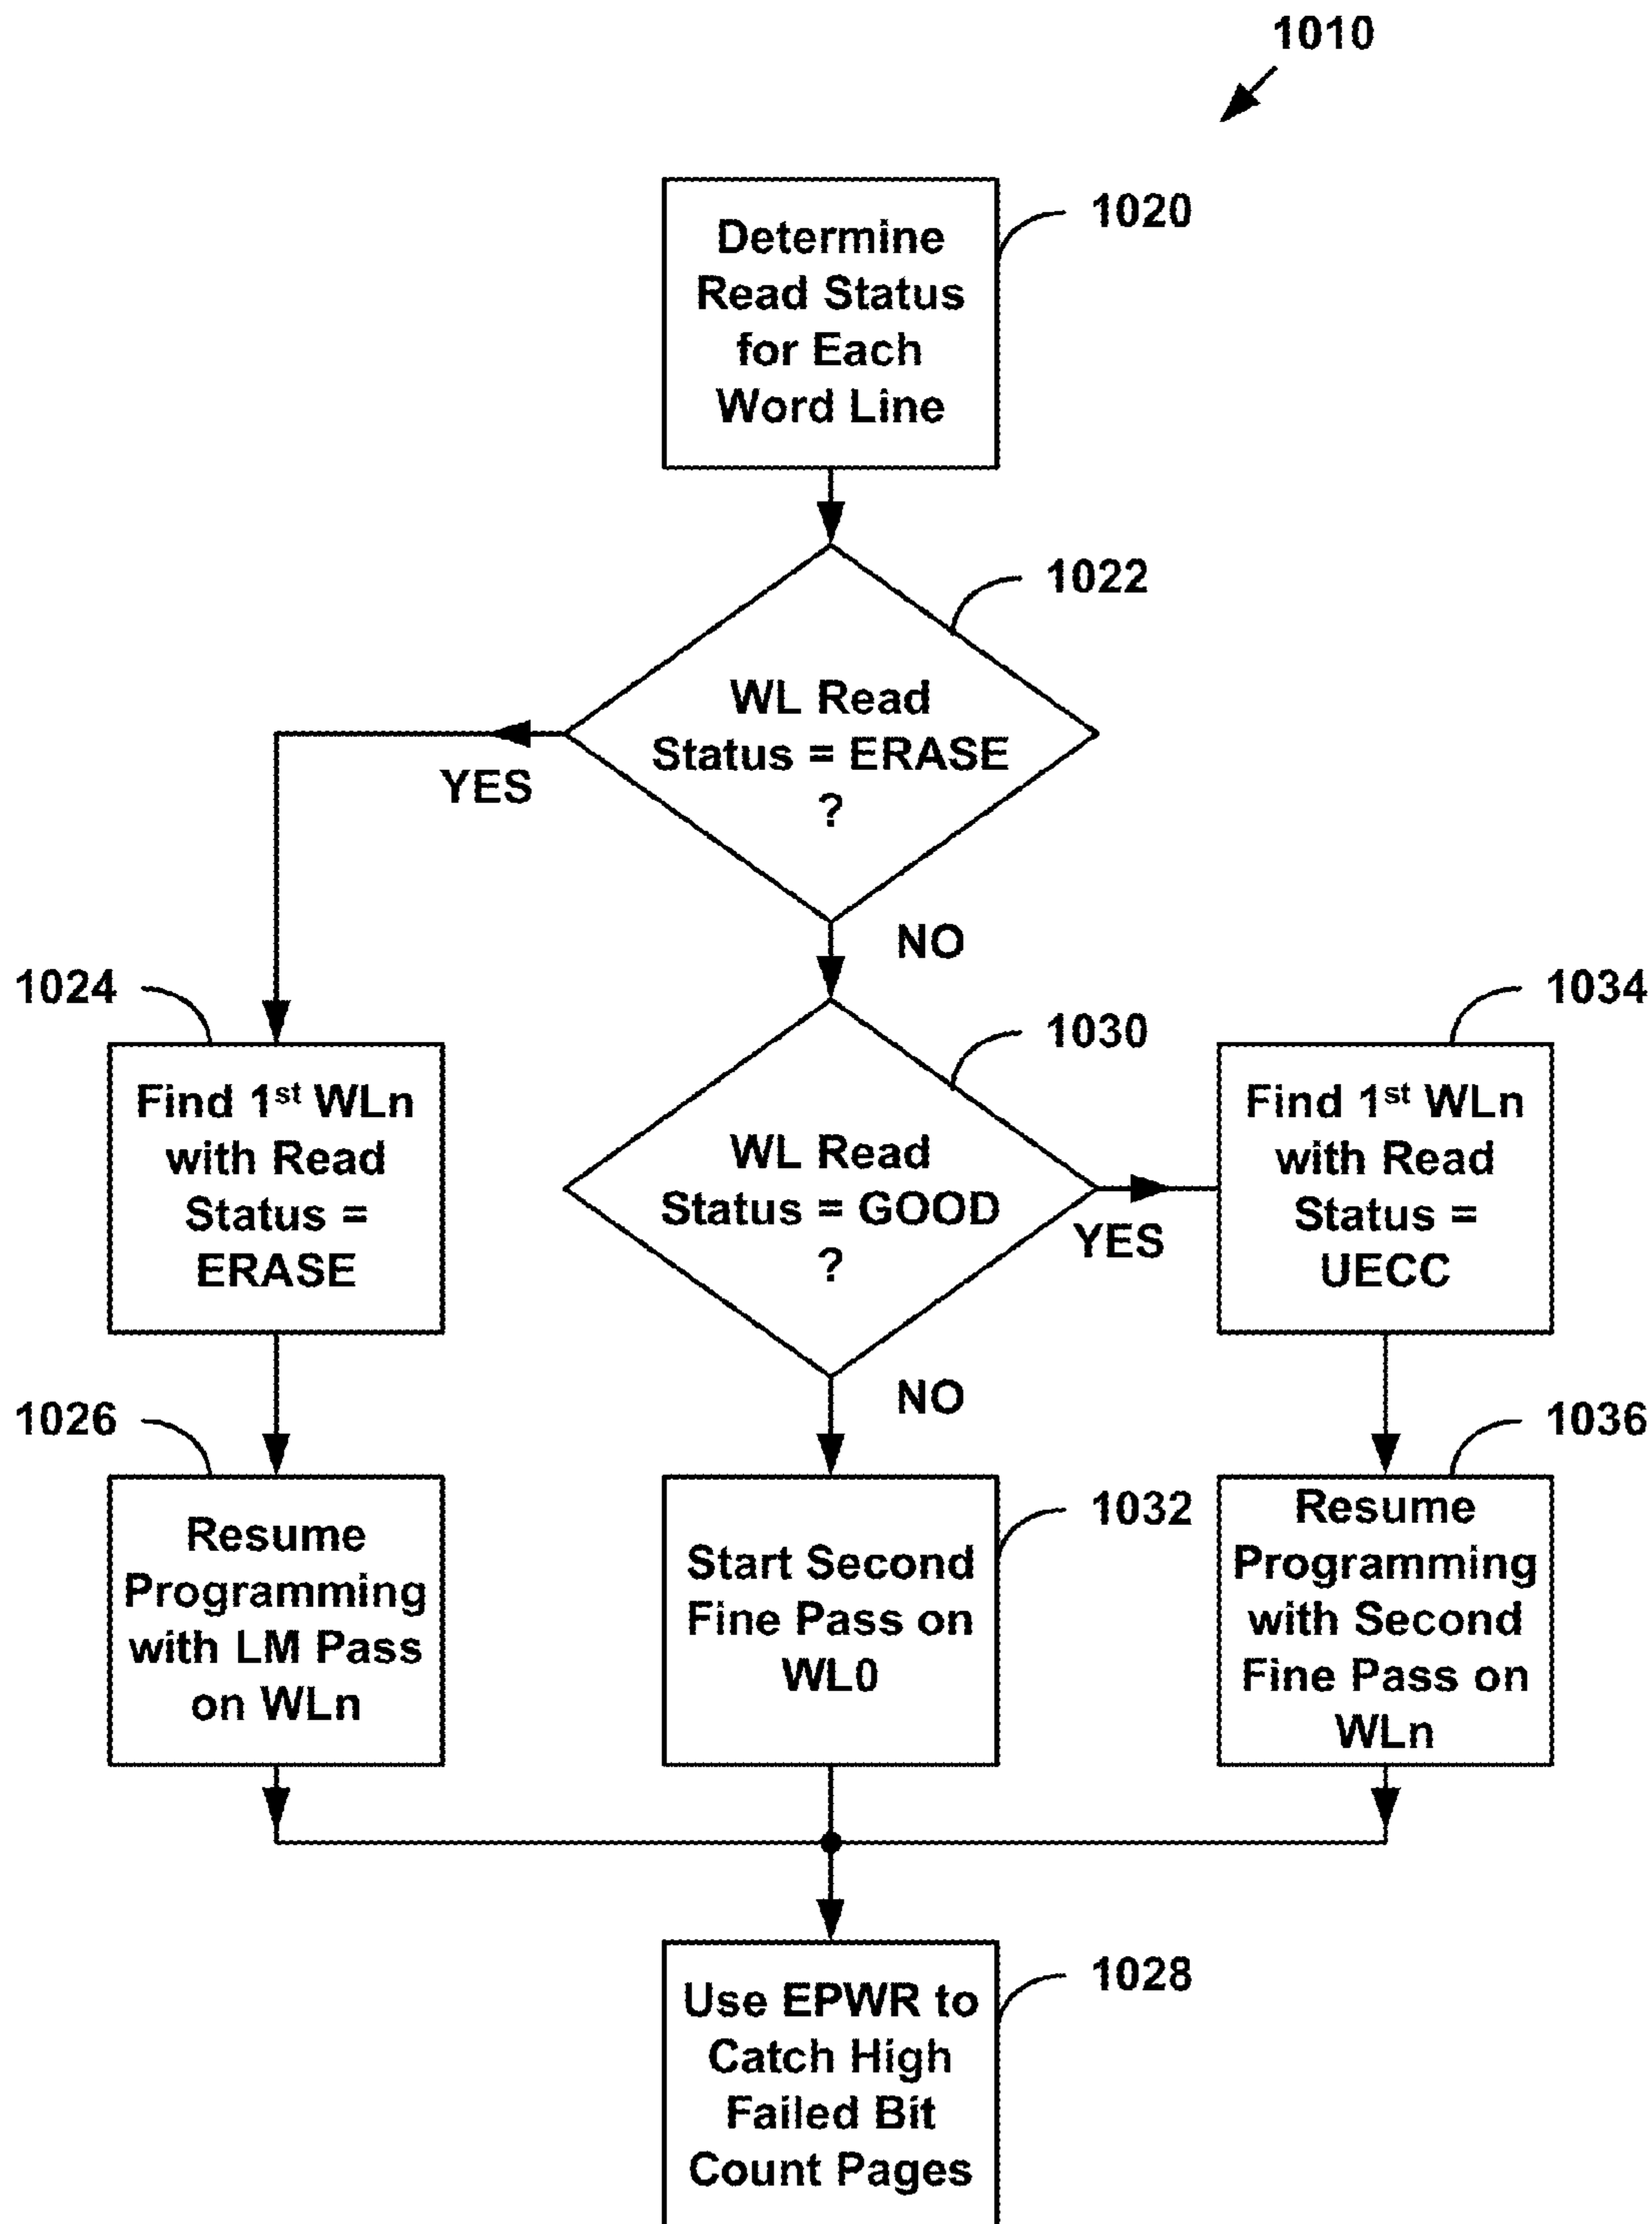 1010
Determine
Read Status
for Each
Word Line
1020
WL Read
Status = ERASE
?
1022
YES
NO
1024
Find 1st WLn
with Read
Status =
ERASE
1030
WL Read
Status = GOOD
?
YES
NO
1034
Find 1st WLn
with Read
Status =
UECC
1026
Resume
Programming
with LM Pass
on WLn
1032
Start Second
Fine Pass on
WL0
1036
Resume
Programming
with Second
Fine Pass on
WLn
1028
Use EPWR to
Catch High
Failed Bit
Count Pages